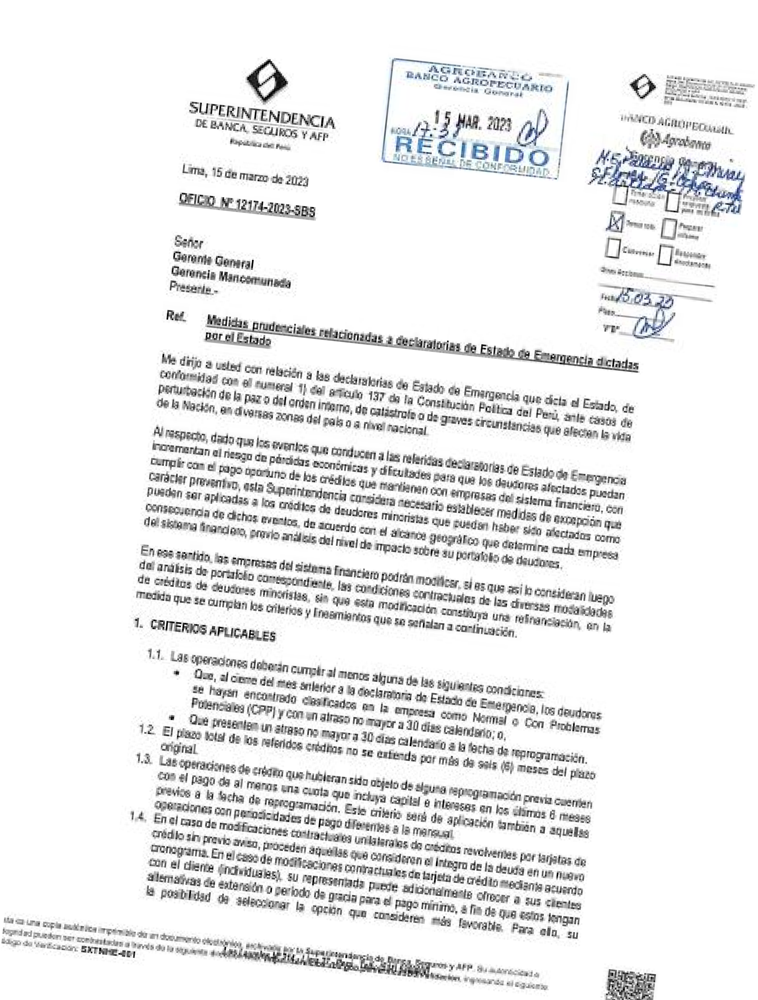 SUPERINTENDENCIA
DE BANCA, SEGUROS Y AFP
República del Perú
AGROBANCO
BANCO AGROPECUARIO
Gerencia General
15 MAR. 2023
HORA 17:37
RECIBIDO
NO ES SEÑAL DE CONFORMIDAD
BANCO AGROPECUARIO
Agrobanco
Gerencia General
Tomar nota
Preparar informe
Conversar
Responder directamente
Otras Acciones
Fecha 15.03.23
Plazo
VºBº
Lima, 15 de marzo de 2023
OFICIO Nº 12174-2023-SBS
Señor
Gerente General
Gerencia Mancomunada
Presente.-
Ref. Medidas prudenciales relacionadas a declaratorias de Estado de Emergencia dictadas
por el Estado
Me dirijo a usted con relación a las declaratorias de Estado de Emergencia que dicta el Estado, de
conformidad con el numeral 1) del artículo 137 de la Constitución Política del Perú, ante casos de
perturbación de la paz o del orden interno, de catástrofe o de graves circunstancias que afecten la vida
de la Nación, en diversas zonas del país o a nivel nacional.
Al respecto, dado que los eventos que conducen a las referidas declaratorias de Estado de Emergencia
incrementan el riesgo de pérdidas económicas y dificultades para que los deudores afectados puedan
cumplir con el pago oportuno de los créditos que mantienen con empresas del sistema financiero, con
carácter preventivo, esta Superintendencia considera necesario establecer medidas de excepción que
pueden ser aplicadas a los créditos de deudores minoristas que puedan haber sido afectados como
consecuencia de dichos eventos, de acuerdo con el alcance geográfico que determine cada empresa
del sistema financiero, previo análisis del nivel de impacto sobre su portafolio de deudores.
En ese sentido, las empresas del sistema financiero podrán modificar, si es que así lo consideran luego
del análisis de portafolio correspondiente, las condiciones contractuales de las diversas modalidades
de créditos de deudores minoristas, sin que esta modificación constituya una refinanciación, en la
medida que se cumplan los criterios y lineamientos que se señalan a continuación.
1. CRITERIOS APLICABLES
1.1. Las operaciones deberán cumplir al menos alguna de las siguientes condiciones:
• Que, al cierre del mes anterior a la declaratoria de Estado de Emergencia, los deudores
se hayan encontrado clasificados en la empresa como Normal o Con Problemas
Potenciales (CPP) y con un atraso no mayor a 30 días calendario; o,
• Que presenten un atraso no mayor a 30 días calendario a la fecha de reprogramación.
1.2. El plazo total de los referidos créditos no se extienda por más de seis (6) meses del plazo
original.
1.3. Las operaciones de crédito que hubieran sido objeto de alguna reprogramación previa cuenten
con el pago de al menos una cuota que incluya capital e intereses en los últimos 6 meses
previos a la fecha de reprogramación. Este criterio será de aplicación también a aquellas
operaciones con periodicidades de pago diferentes a la mensual.
1.4. En el caso de modificaciones contractuales unilaterales de créditos revolventes por tarjetas de
crédito sin previo aviso, proceden aquellas que consideren el íntegro de la deuda en un nuevo
cronograma. En el caso de modificaciones contractuales de tarjeta de crédito mediante acuerdo
con el cliente (individuales), su representada puede adicionalmente ofrecer a sus clientes
alternativas de extensión o periodo de gracia para el pago mínimo, a fin de que estos tengan
la posibilidad de seleccionar la opción que consideren más favorable. Para ello, su
una copia auténtica imprimible de un documento electrónico, archivado por la Superintendencia de Banca, Seguros y AFP. Su autenticidad e
pueden ser contrastadas a través de la siguiente ingresando el siguiente
Verificación: SXTNHE-001